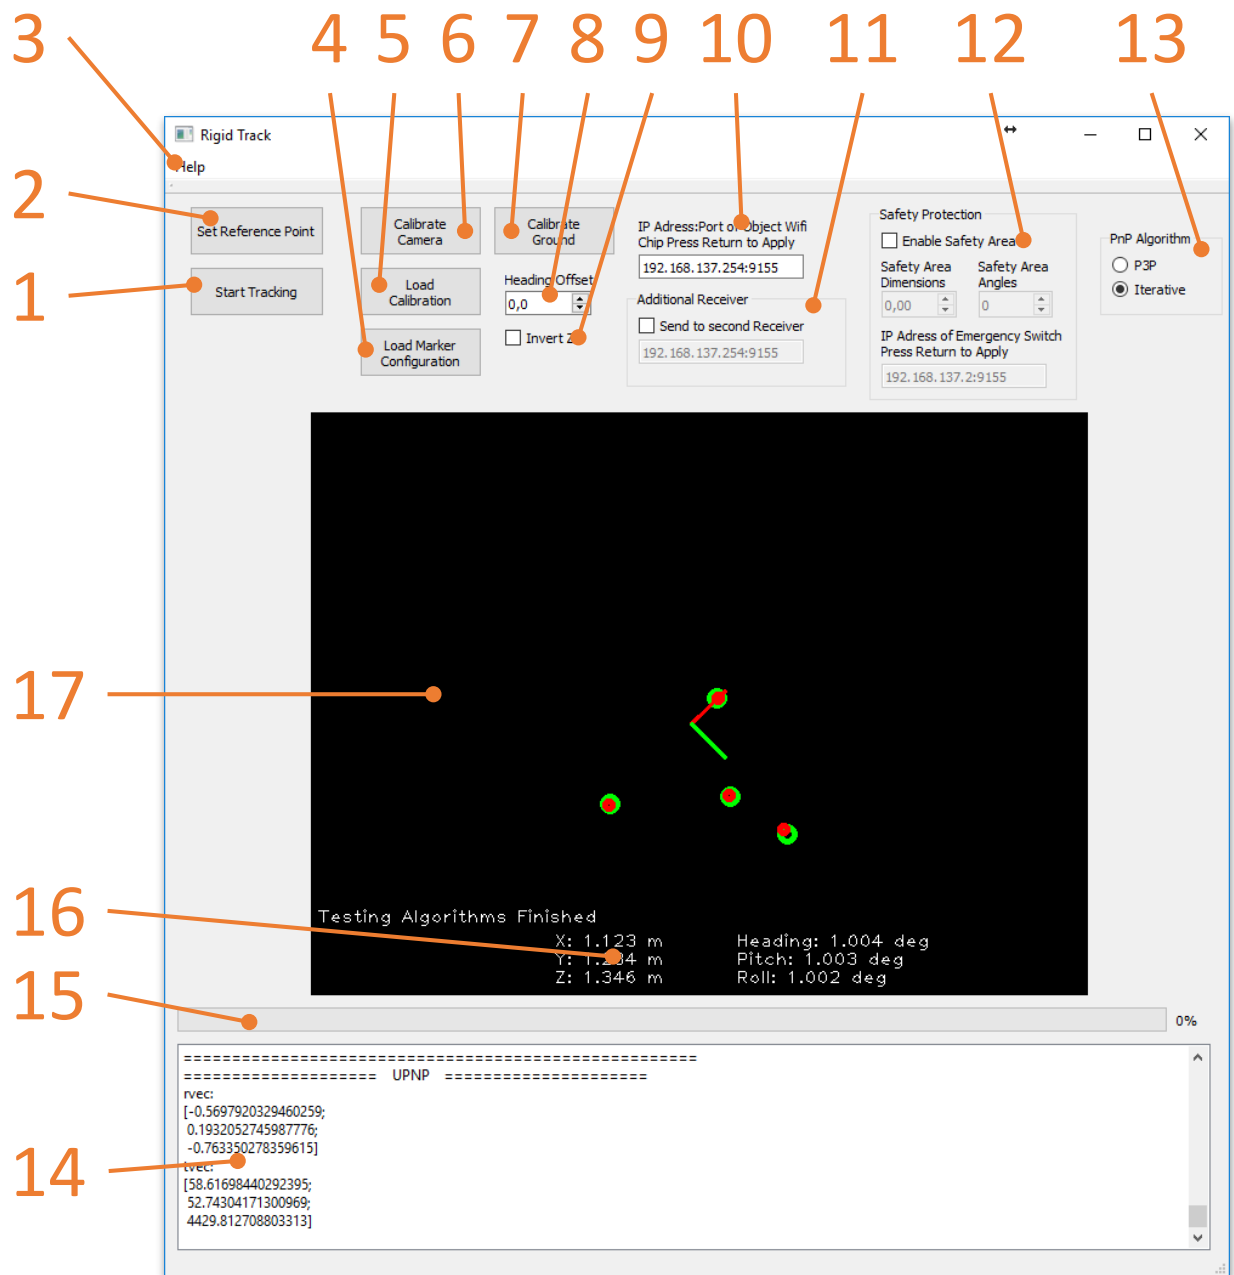 3 4 5 6 7 8 9 10 11 12 13
Rigid Track
Help
2
1
Set Reference Point
Start Tracking
Calibrate
Camera
Load
Calibration
Load Marker
Configuration
Calibrate
Ground
Heading Offset
0,0
Invert Z
IP Adress:Port of Object Wifi
Chip Press Return to Apply
192.168.137.254:9155
Additional Receiver
Send to second Receiver
192.168.137.254:9155
Safety Protection
Enable Safety Area
Safety Area
Dimensions
0,00
Safety Area
Angles
0
IP Adress of Emergency Switch
Press Return to Apply
192.168.137.2:9155
PnP Algorithm
P3P
Iterative
17
16
Testing Algorithms Finished
X: 1.123 m Heading: 1.004 deg
Y: 1.234 m Pitch: 1.003 deg
Z: 1.346 m Roll: 1.002 deg
15
0%
14
=====================================================
==================== UPNP =====================
rvec:
[-0.5697920329460259;
0.1932052745987776;
-0.763350278359615]
tvec:
[58.61698440292395;
52.74304171300969;
4429.812708803313]